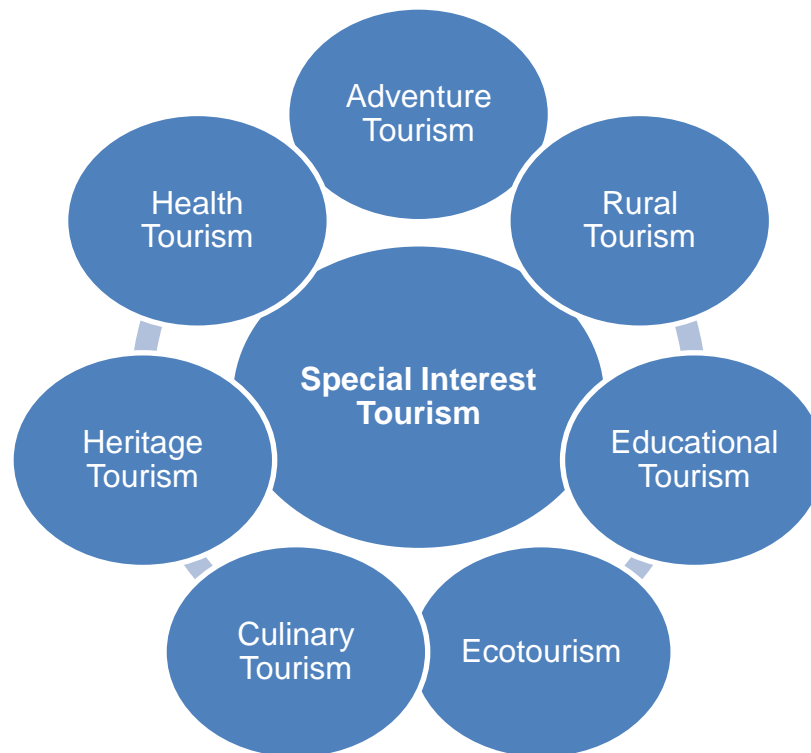 Adventure
Tourism
Health
Tourism
Rural
Tourism
Special Interest
Tourism
Heritage
Tourism
Educational
Tourism
Culinary
Tourism
Ecotourism